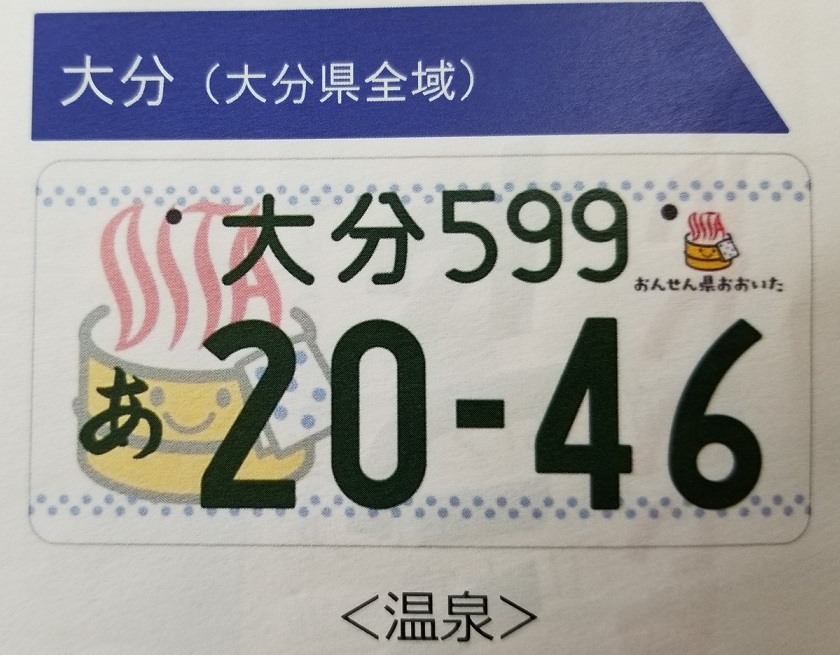 大分（大分県全域）
OITA
大分599
OITA
おんせん県おおいた
あ 20-46
＜温泉＞